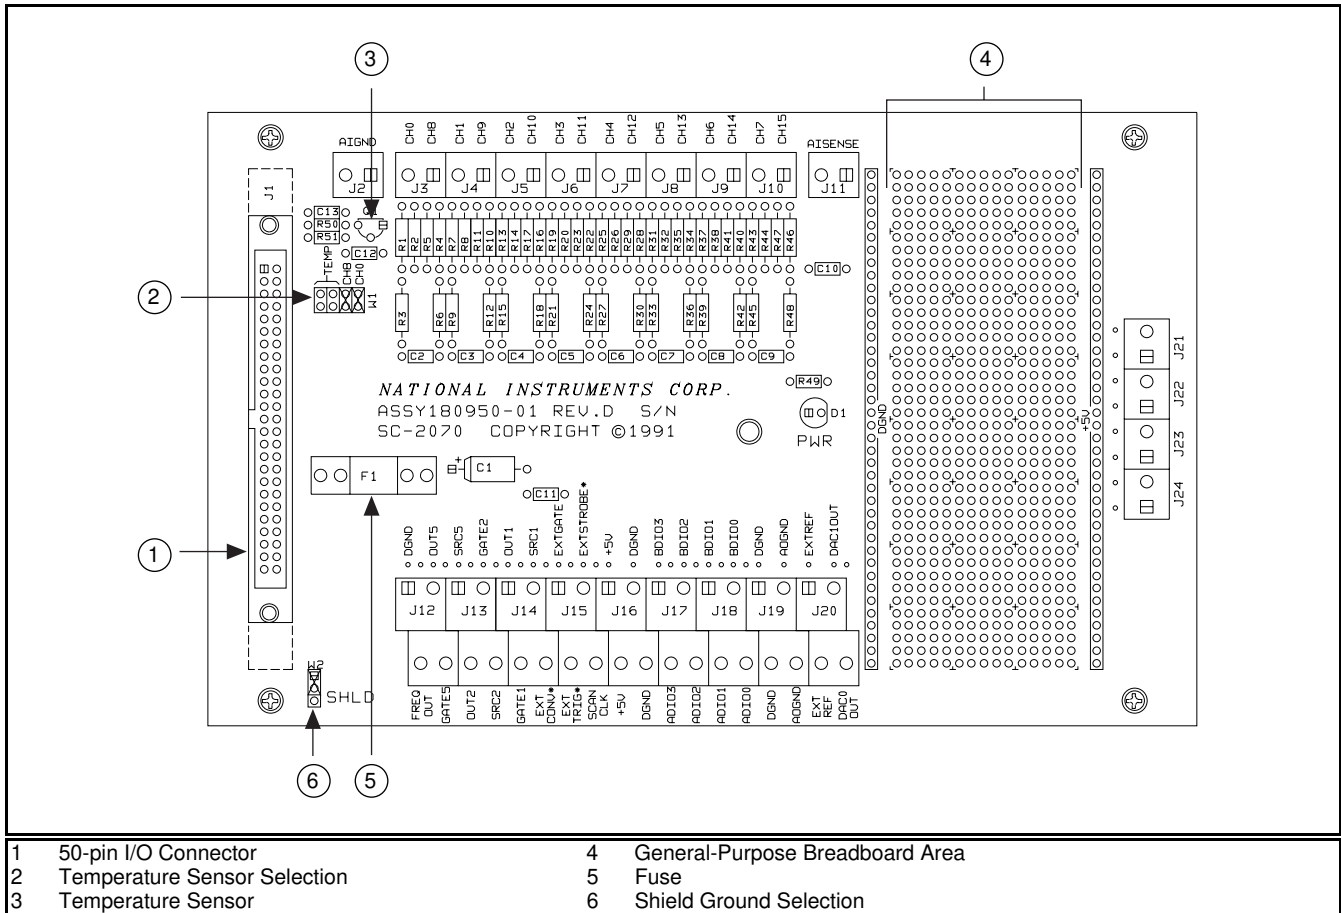 3
4
CH0 CH8 CH1 CH9 CH2 CH10 CH3 CH11 CH4 CH12 CH5 CH13 CH6 CH14 CH7 CH15
AIGND
AISENSE
J1
J2 J3 J4 J5 J6 J7 J8 J9 J10 J11
C13
R50
R51
C12
R1 R2 R5 R4 R7 R8 R11 R10 R13 R14 R17 R16 R19 R20 R23 R22 R25 R26 R29 R28 R31 R32 R35 R34 R37 R38 R41 R40 R43 R44 R47 R46
C10
TEMP
CH8
CH0
W1
2
R3 R6 R9 R12 R15 R18 R21 R24 R27 R30 R33 R36 R39 R42 R45 R48
C2 C3 C4 C5 C6 C7 C8 C9
J21
J22
J23
J24
NATIONAL INSTRUMENTS CORP.
ASSY180950-01 REV.D S/N
SC-2070 COPYRIGHT ©1991
R49
D1
PWR
DGND
+5V
F1
+
C1
C11
1
DGND OUT5 SRC5 GATE2 OUT1 SRC1 EXTGATE EXTSTROBE* +5V DGND BDIO3 BDIO2 BDIO1 BDIO0 DGND AOGND EXTREF DAC1OUT
J12 J13 J14 J15 J16 J17 J18 J19 J20
W2
SHLD
FREQ OUT GATE5 OUT2 SRC2 GATE1 EXT CONV* EXT TRIG* SCAN CLK +5V DGND ADIO3 ADIO2 ADIO1 ADIO0 DGND AOGND EXT REF DAC0 OUT
6
5
1 50-pin I/O Connector
2 Temperature Sensor Selection
3 Temperature Sensor
4 General-Purpose Breadboard Area
5 Fuse
6 Shield Ground Selection